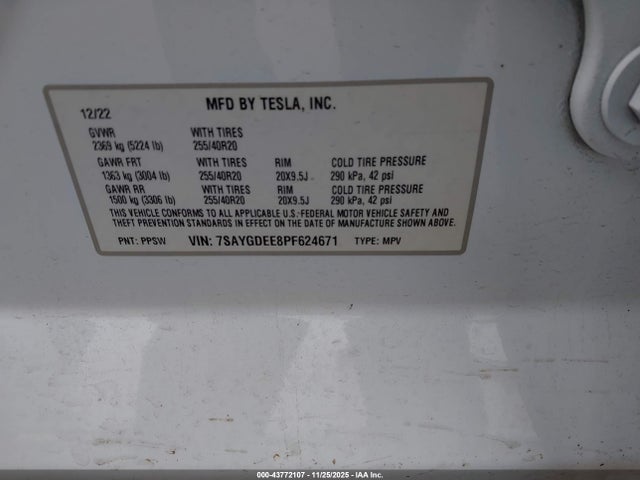 12/22 MFD BY TESLA, INC.
GVWR WITH TIRES
2369 kg (5224 lb) 255/40R20
GAWR FRT WITH TIRES RIM COLD TIRE PRESSURE
1363 kg (3004 lb) 255/40R20 20X9.5J 290 kPa, 42 psi
GAWR RR WITH TIRES RIM COLD TIRE PRESSURE
1500 kg (3306 lb) 255/40R20 20X9.5J 290 kPa, 42 psi
THIS VEHICLE CONFORMS TO ALL APPLICABLE U.S.-FEDERAL MOTOR VEHICLE SAFETY AND
THEFT PREVENTION STANDARDS IN EFFECT ON THE DATE OF MANUFACTURE SHOWN ABOVE.
PNT: PPSW VIN: 7SAYGDEE8PF624671 TYPE: MPV
000-43772107 - 11/25/2025 - IAA Inc.